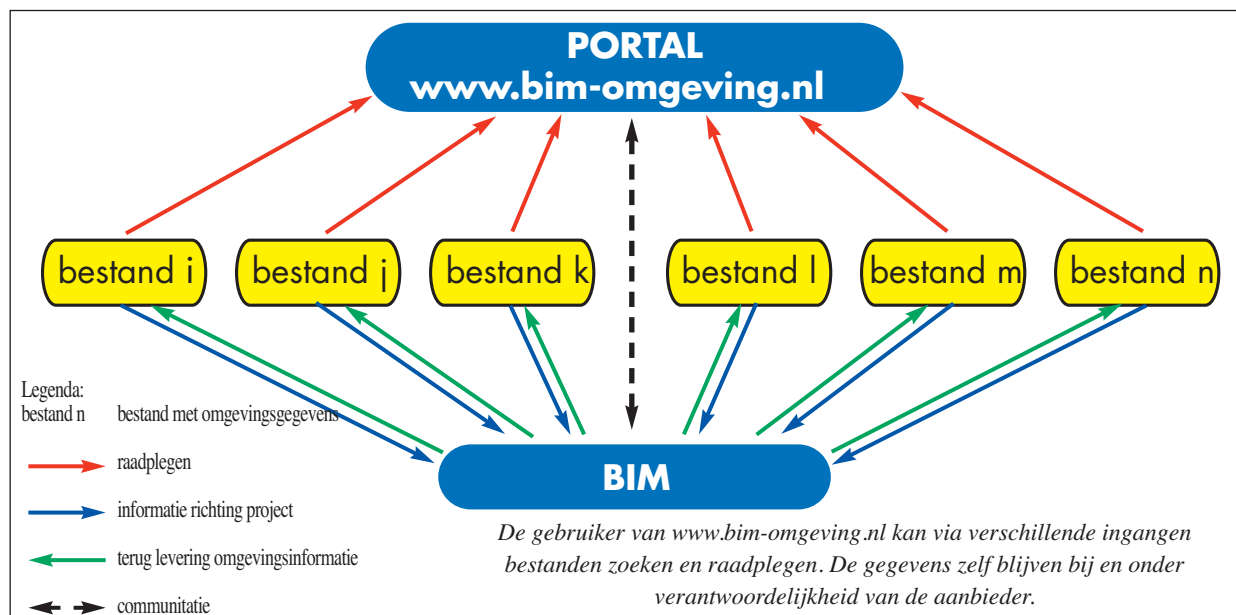 PORTAL
www.bim-omgeving.nl
bestand i
bestand j
bestand k
bestand l
bestand m
bestand n
Legenda:
bestand n bestand met omgevingsgegevens
raadplegen
informatie richting project
terug levering omgevingsinformatie
communitatie
BIM
De gebruiker van www.bim-omgeving.nl kan via verschillende ingangen
bestanden zoeken en raadplegen. De gegevens zelf blijven bij en onder
verantwoordelijkheid van de aanbieder.